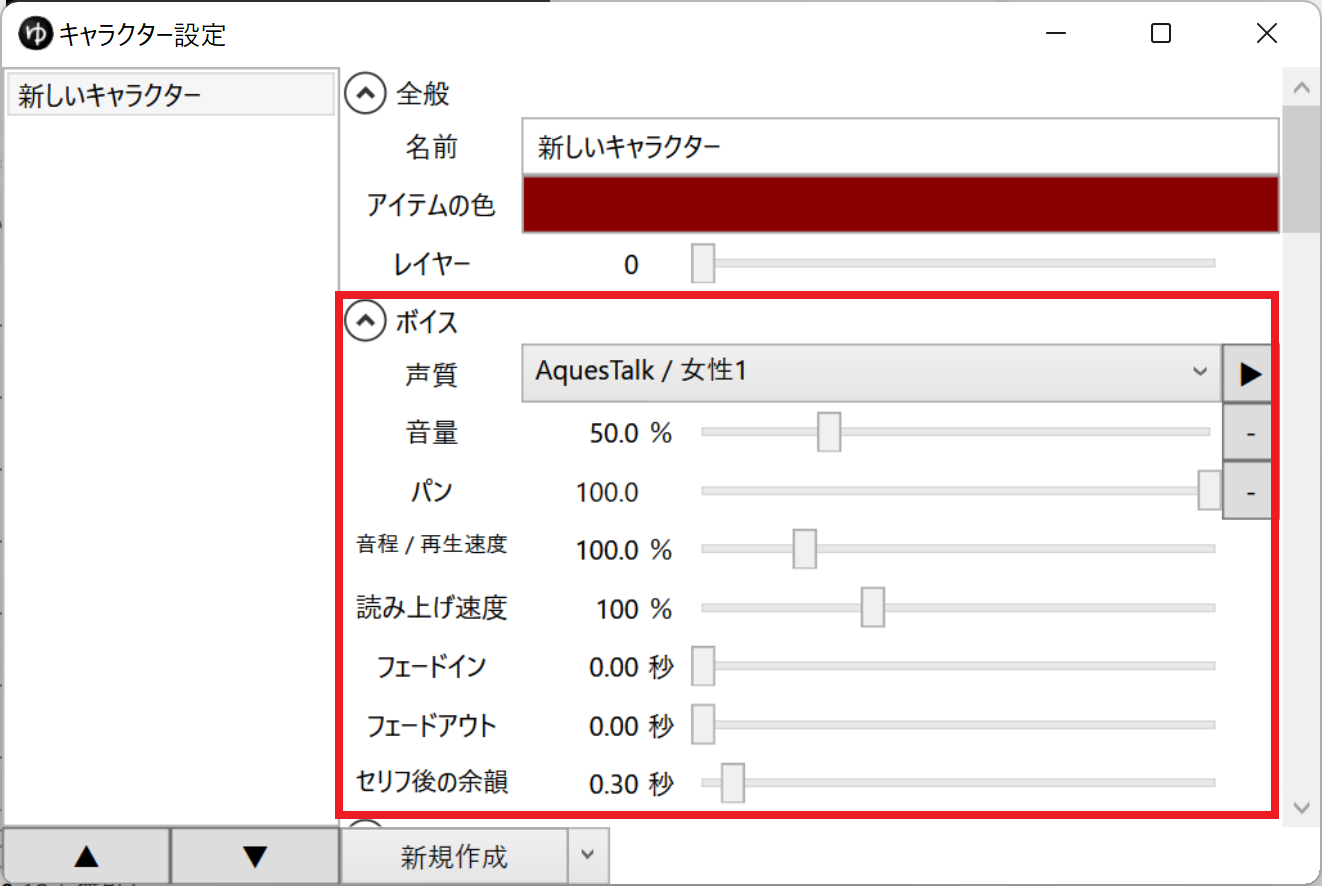 ゆ キャラクター設定
新しいキャラクター
全般
名前 新しいキャラクター
アイテムの色
レイヤー 0
ボイス
声質 AquesTalk / 女性1
音量 50.0 % -
パン 100.0 -
音程 / 再生速度 100.0 %
読み上げ速度 100 %
フェードイン 0.00 秒
フェードアウト 0.00 秒
セリフ後の余韻 0.30 秒
新規作成